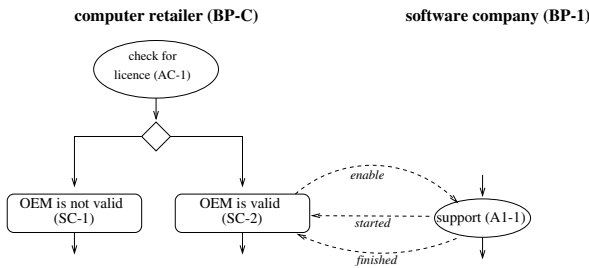 computer retailer (BP-C)
software company (BP-1)
check for
licence (AC-1)
enable
OEM is not valid
(SC-1)
OEM is valid
(SC-2)
started
support (A1-1)
finished